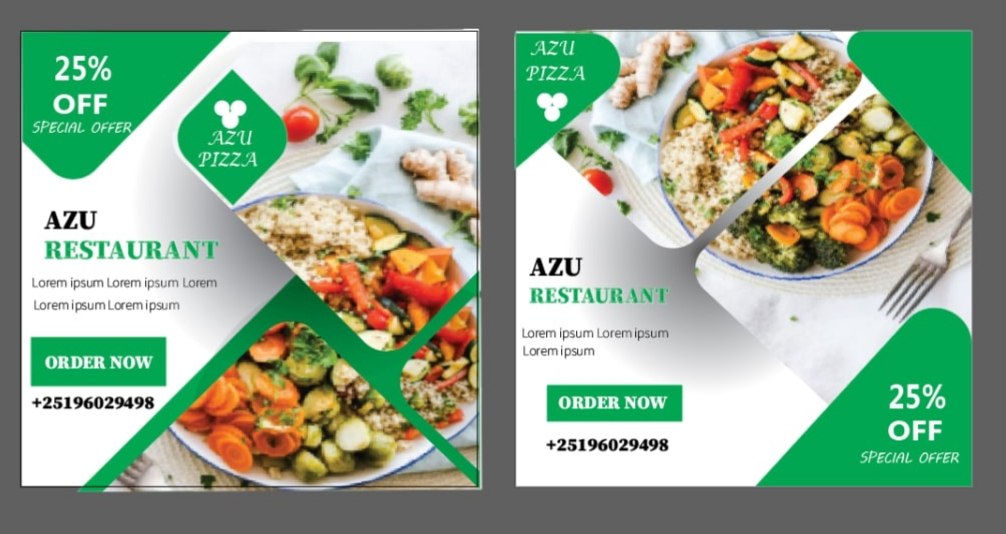 25%
OFF
SPECIAL OFFER
AZU
PIZZA
AZU
RESTAURANT
Lorem ipsum Lorem ipsum Lorem
Lorem ipsum Lorem ipsum
ORDER NOW
+25196029498
AZU
PIZZA
AZU
RESTAURANT
Lorem ipsum Lorem ipsum
Lorem ipsum
ORDER NOW
+25196029498
25%
OFF
SPECIAL OFFER